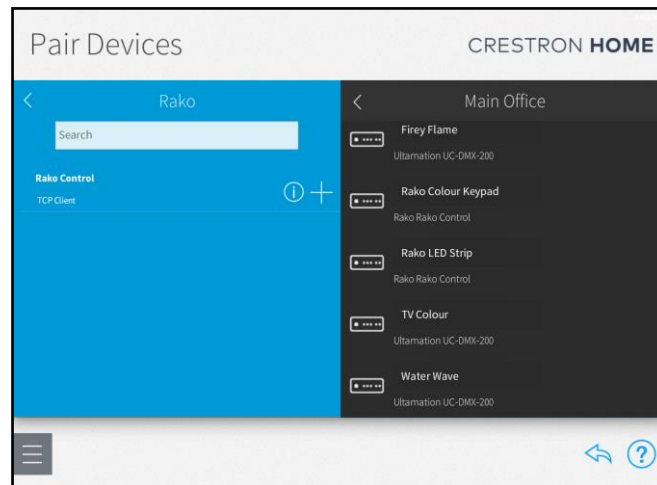 Pair Devices
CRESTRON HOME
Rako
Search
Rako Control
TCP Client
Main Office
Firey Flame
Ultamation UC-DMX-200
Rako Colour Keypad
Rako Rako Control
Rako LED Strip
Rako Rako Control
TV Colour
Ultamation UC-DMX-200
Water Wave
Ultamation UC-DMX-200